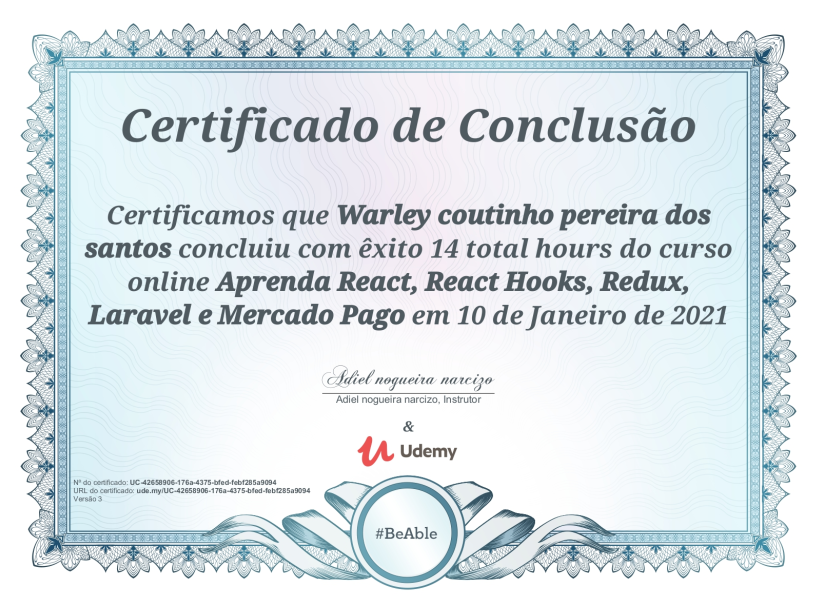 Certificado de Conclusão
Certificamos que Warley coutinho pereira dos
santos concluiu com êxito 14 total hours do curso
online Aprenda React, React Hooks, Redux,
Laravel e Mercado Pago em 10 de Janeiro de 2021
Adiel nogueira narcizo
Adiel nogueira narcizo, Instrutor
&
Udemy
Nº do certificado: UC-42658906-176a-4375-bfed-febf285a9094
URL do certificado: ude.my/UC-42658906-176a-4375-bfed-febf285a9094
Versão 3
#BeAble